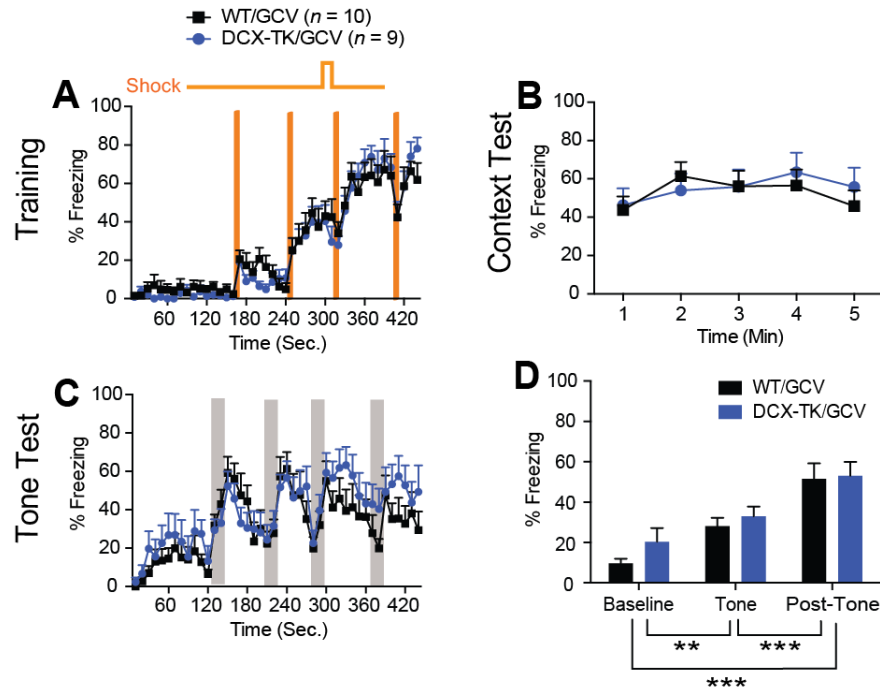 WT/GCV (n = 10)
DCX-TK/GCV (n = 9)
Shock
A
Training
% Freezing
100
80
60
40
20
0
60 120 180 240 300 360 420
Time (Sec.)
B
Context Test
% Freezing
100
80
60
40
20
0
1 2 3 4 5
Time (Min)
C
Tone Test
% Freezing
100
80
60
40
20
0
60 120 180 240 300 360 420
Time (Sec.)
D
WT/GCV
DCX-TK/GCV
% Freezing
100
80
60
40
20
0
Baseline Tone Post-Tone
** ***
***